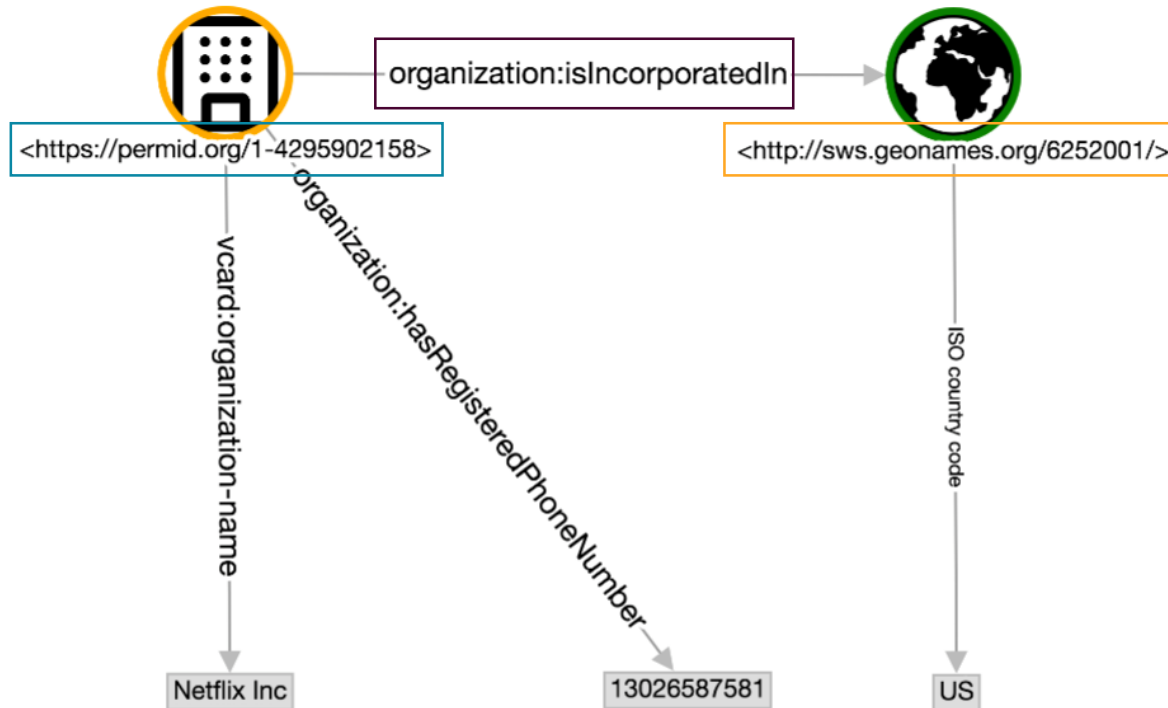 organization:isIncorporatedIn
<https://permid.org/1-4295902158>
<http://sws.geonames.org/6252001/>
vcard:organization-name
organization:hasRegisteredPhoneNumber
ISO country code
Netflix Inc
13026587581
US